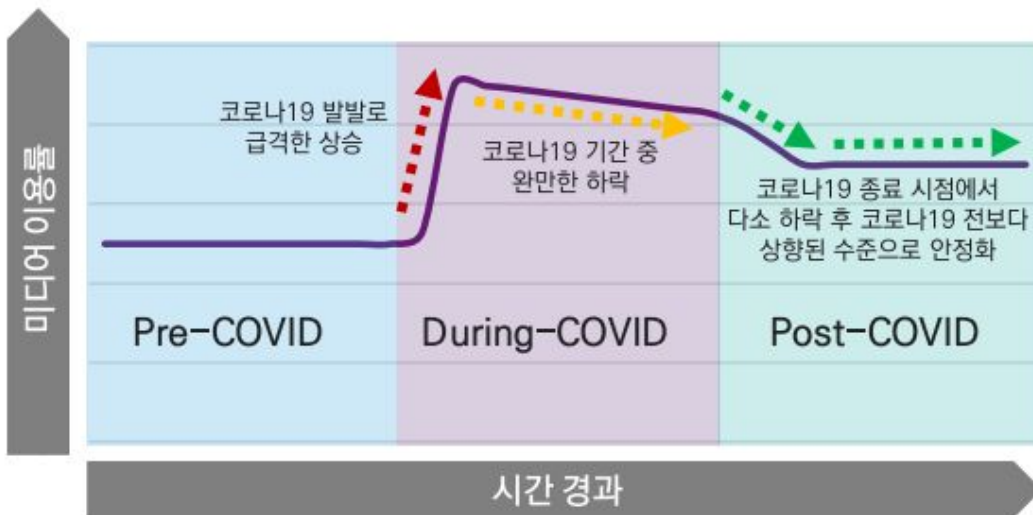 미디어 이용률
코로나19 발발로
급격한 상승
코로나19 기간 중
완만한 하락
코로나19 종료 시점에서
다소 하락 후 코로나19 전보다
상향된 수준으로 안정화
Pre-COVID
During-COVID
Post-COVID
시간 경과